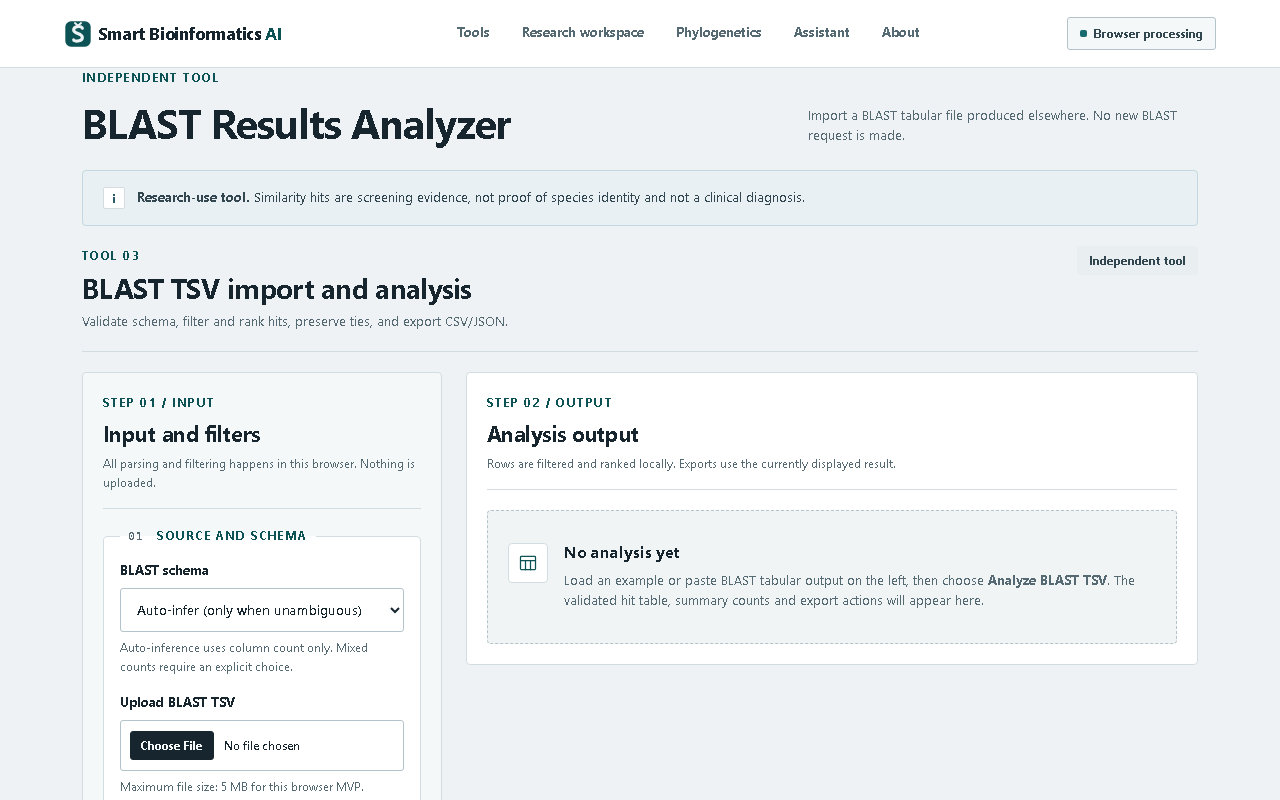 Š Smart Bioinformatics AI
Tools
Research workspace
Phylogenetics
Assistant
About
Browser processing
INDEPENDENT TOOL
BLAST Results Analyzer
Import a BLAST tabular file produced elsewhere. No new BLAST
request is made.
i Research-use tool. Similarity hits are screening evidence, not proof of species identity and not a clinical diagnosis.
TOOL 03
BLAST TSV import and analysis
Validate schema, filter and rank hits, preserve ties, and export CSV/JSON.
Independent tool
STEP 01 / INPUT
Input and filters
All parsing and filtering happens in this browser. Nothing is
uploaded.
01 SOURCE AND SCHEMA
BLAST schema
Auto-infer (only when unambiguous)
Auto-inference uses column count only. Mixed
counts require an explicit choice.
Upload BLAST TSV
Choose File No file chosen
Maximum file size: 5 MB for this browser MVP.
STEP 02 / OUTPUT
Analysis output
Rows are filtered and ranked locally. Exports use the currently displayed result.
No analysis yet
Load an example or paste BLAST tabular output on the left, then choose Analyze BLAST TSV. The
validated hit table, summary counts and export actions will appear here.